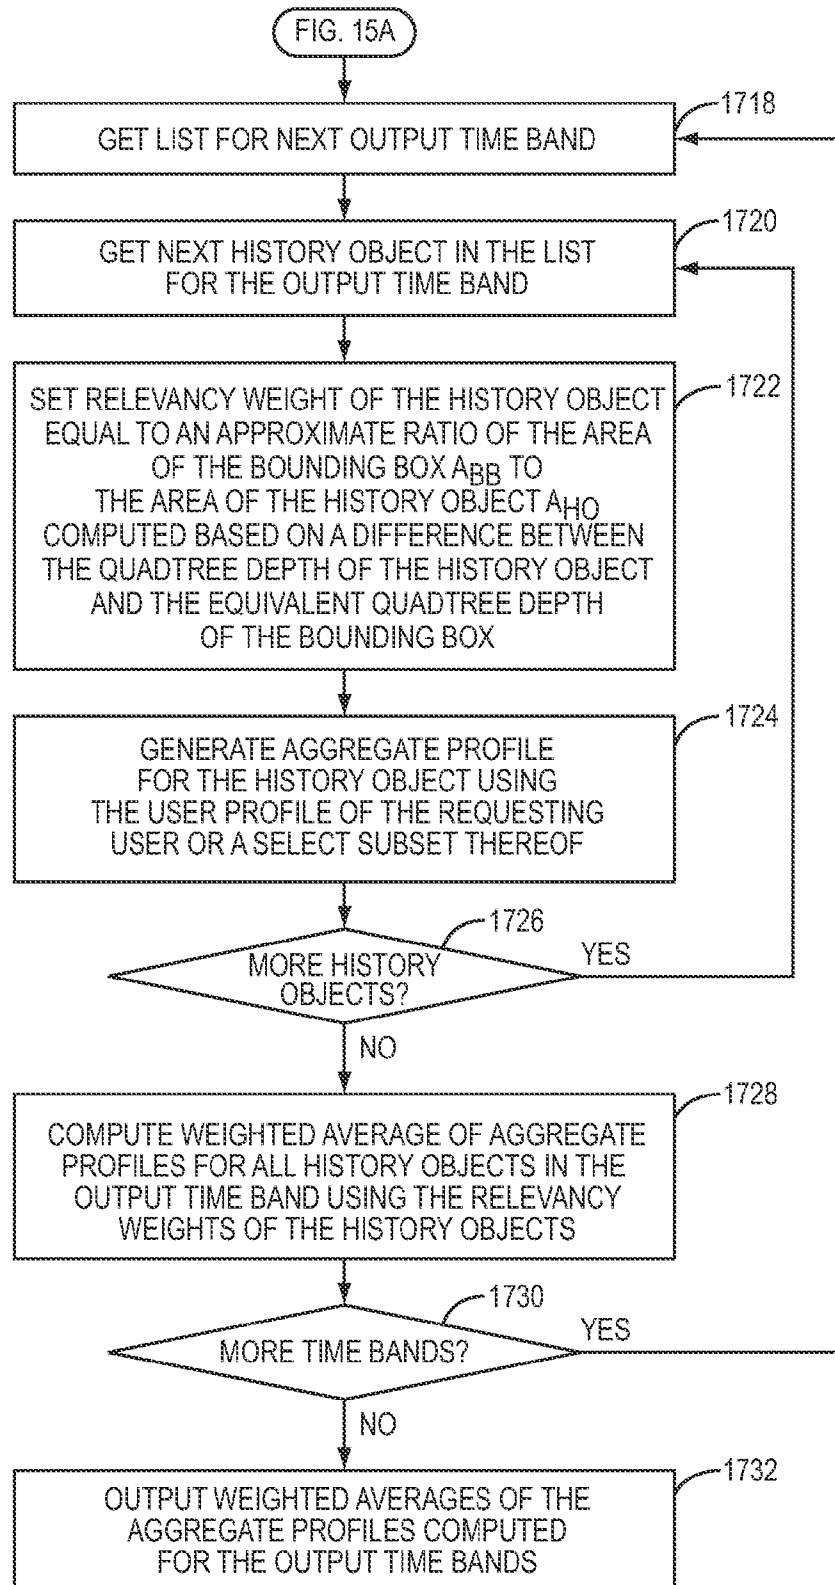 FIG. 15A
1718
GET LIST FOR NEXT OUTPUT TIME BAND
1720
GET NEXT HISTORY OBJECT IN THE LIST
FOR THE OUTPUT TIME BAND
1722
SET RELEVANCY WEIGHT OF THE HISTORY OBJECT
EQUAL TO AN APPROXIMATE RATIO OF THE AREA
OF THE BOUNDING BOX ABB TO
THE AREA OF THE HISTORY OBJECT AHO
COMPUTED BASED ON A DIFFERENCE BETWEEN
THE QUADTREE DEPTH OF THE HISTORY OBJECT
AND THE EQUIVALENT QUADTREE DEPTH
OF THE BOUNDING BOX
1724
GENERATE AGGREGATE PROFILE
FOR THE HISTORY OBJECT USING
THE USER PROFILE OF THE REQUESTING
USER OR A SELECT SUBSET THEREOF
1726
MORE HISTORY
OBJECTS?
YES
NO
1728
COMPUTE WEIGHTED AVERAGE OF AGGREGATE
PROFILES FOR ALL HISTORY OBJECTS IN THE
OUTPUT TIME BAND USING THE RELEVANCY
WEIGHTS OF THE HISTORY OBJECTS
1730
MORE TIME BANDS?
YES
NO
1732
OUTPUT WEIGHTED AVERAGES OF THE
AGGREGATE PROFILES COMPUTED
FOR THE OUTPUT TIME BANDS